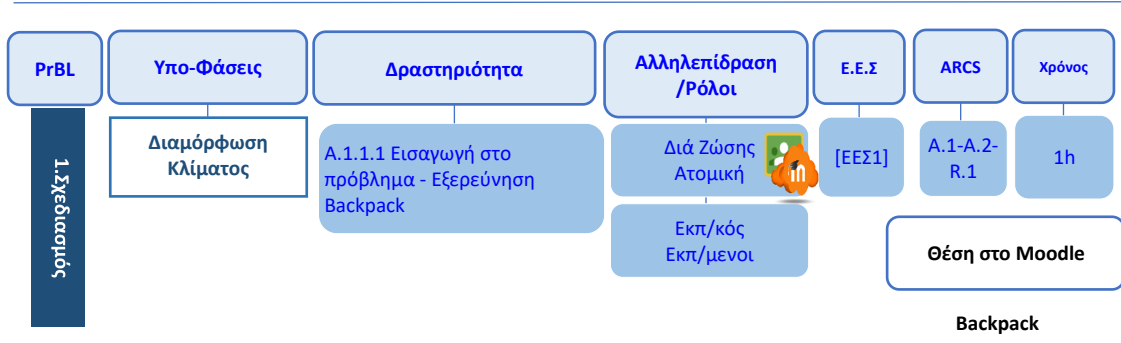 PrBL
Υπο-Φάσεις
Δραστηριότητα
Αλληλεπίδραση
/Ρόλοι
Ε.Ε.Σ
ARCS
Χρόνος
1.Σχεδιασμός
Διαμόρφωση
Κλίματος
Α.1.1.1 Εισαγωγή στο
πρόβλημα - Εξερεύνηση
Backpack
Διά Ζώσης
Ατομική
m
[ΕΕΣ1]
A.1-A.2-
R.1
1h
Εκπ/κός
Εκπ/μενοι
Θέση στο Moodle
Backpack